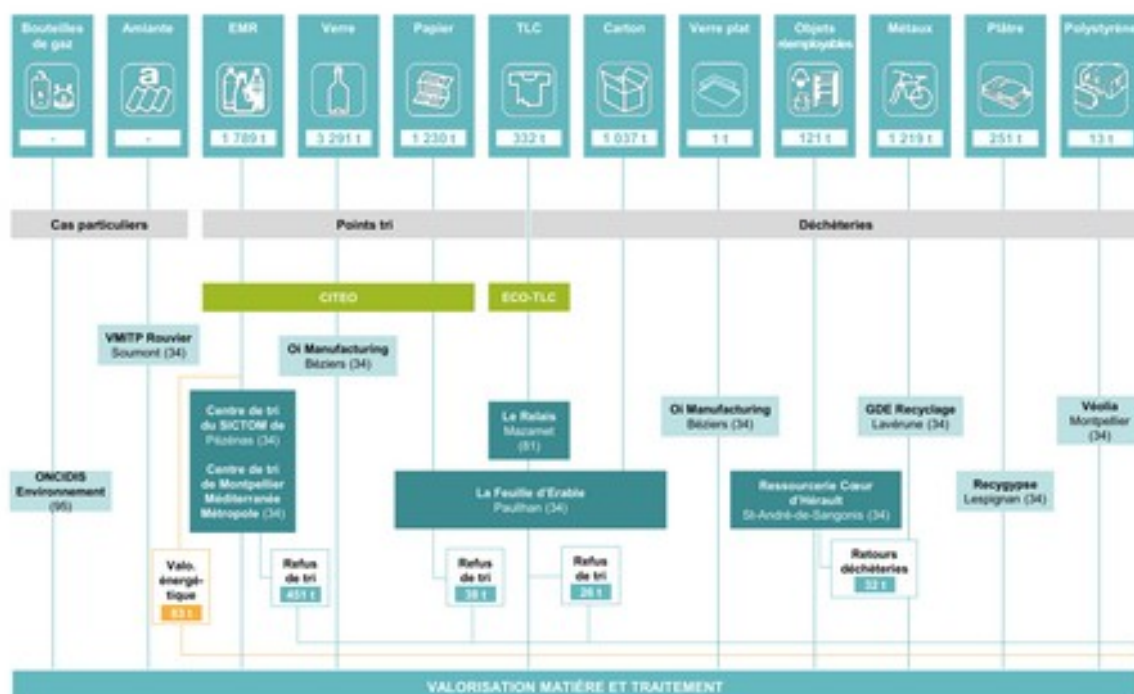 Bouteilles
de gaz
-
Amiante
a
-
EMR
1 789 t
Verre
3 291 t
Papier
1 230 t
TLC
332 t
Carton
1 037 t
Verre plat
1 t
Objets
réemployables
121 t
Métaux
1 219 t
Plâtre
251 t
Polystyrène
13 t
Cas particuliers
Points tri
Déchèteries
CITEO
ECO-TLC
VMITP Rouvier
Soumont (34)
Oi Manufacturing
Béziers (34)
Centre de tri
du SICTOM de
Pézénas (34)
Centre de tri
de Montpellier
Méditerranée
Métropole (34)
Le Relais
Mazamet
(81)
Oi Manufacturing
Béziers (34)
GDE Recyclage
Lavérune (34)
Véolia
Montpellier
(34)
ONCIDIS
Environnement
(95)
La Feuille d'Erable
Paulhan (34)
Ressourcerie Cœur
d'Hérault
St-André-de-Sangonis (34)
Recygypse
Lespignan (34)
Valo.
énergé-
tique
83 t
Refus
de tri
451 t
Refus
de tri
38 t
Refus
de tri
26 t
Retours
déchèteries
32 t
VALORISATION MATIÈRE ET TRAITEMENT